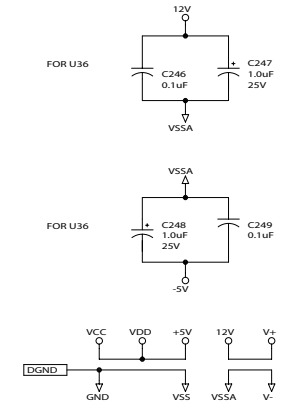 12V
FOR U36
C246
0.1uF
+
C247
1.0uF
25V
VSSA
VSSA
FOR U36
+
C248
1.0uF
25V
C249
0.1uF
-5V
VCC VDD +5V 12V V+
DGND
GND VSS VSSA V-